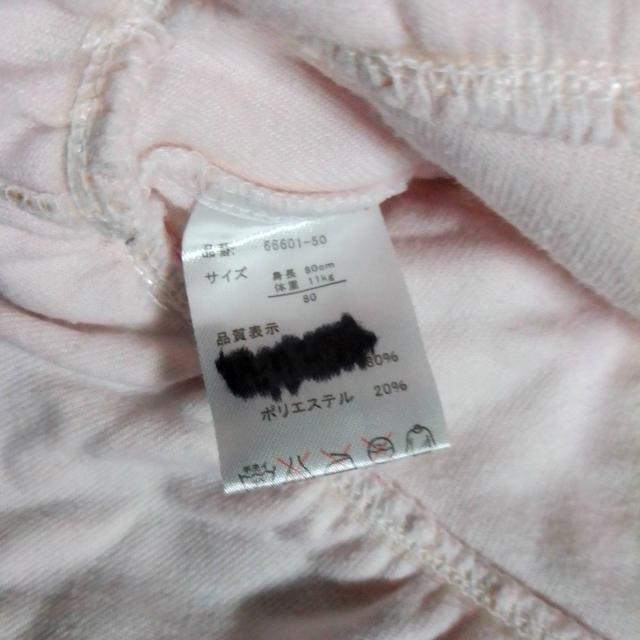 品番: 66601-50
サイズ 身長 80cm
体重 11kg
80
品質表示
80%
ポリエステル 20%